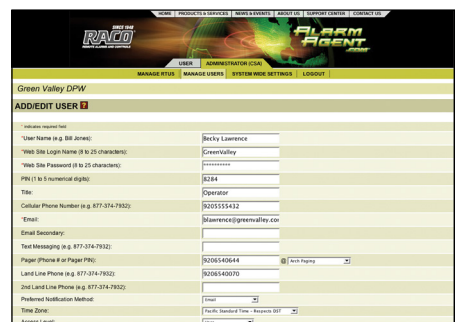 HOME | PRODUCTS & SERVICES | NEWS & EVENTS | ABOUT US | SUPPORT CENTER | CONTACT US
SINCE 1948
RACO
REMOTE ALARMS AND CONTROLS
ALARM
AGENT
.COM
USER ADMINISTRATOR (CSA)
MANAGE RTUS MANAGE USERS SYSTEM WIDE SETTINGS LOGOUT
Green Valley DPW
ADD/EDIT USER ?
* indicates required field
*User Name (e.g. Bill Jones): Becky Lawrence
*Web Site Login Name (8 to 25 characters): GreenValley
*Web Site Password (8 to 25 characters): **********
PIN (1 to 5 numerical digits): 8284
Title: Operator
Cellular Phone Number (e.g. 877-374-7932): 9205555432
*Email: blawrence@greenvalley.con
Email Secondary:
Text Messaging (e.g. 877-374-7932):
Pager (Phone # or Pager PIN): 9206540644 @ Arch Paging
Land Line Phone (e.g. 877-374-7932): 9206540070
2nd Land Line Phone (e.g. 877-374-7932):
Preferred Notification Method: Email
Time Zone: Pacific Standard Time - Respects DST
Access Level: